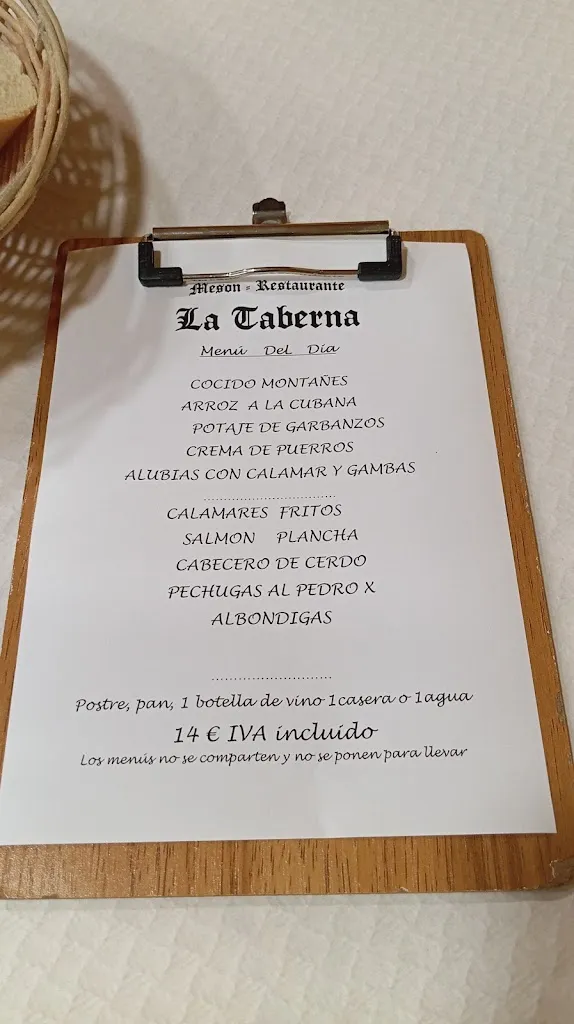 Meson - Restaurante
La Taberna
Menú Del Día
COCIDO MONTAÑES
ARROZ A LA CUBANA
POTAJE DE GARBANZOS
CREMA DE PUERROS
ALUBIAS CON CALAMAR Y GAMBAS
.................................
CALAMARES FRITOS
SALMON PLANCHA
CABECERO DE CERDO
PECHUGAS AL PEDRO X
ALBONDIGAS
.............................
Postre, pan, 1 botella de vino 1casera o 1agua
14 € IVA incluido
Los menús no se comparten y no se ponen para llevar